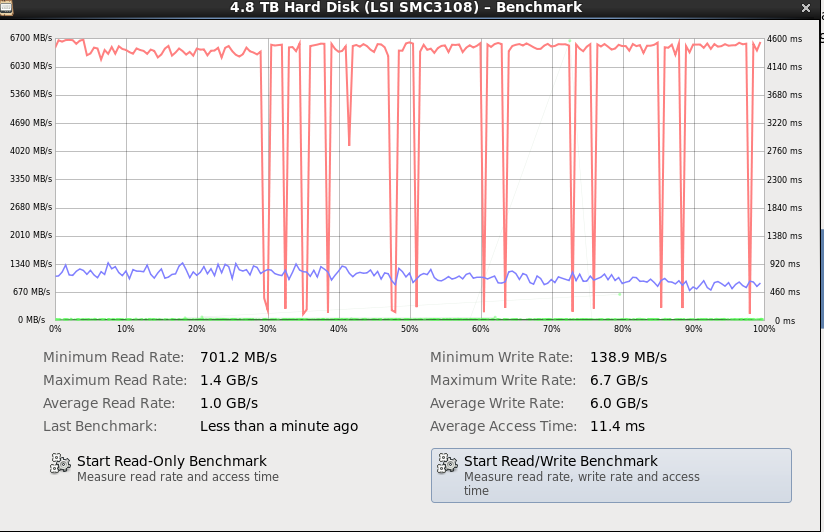 4.8 TB Hard Disk (LSI SMC3108) – Benchmark
6700 MB/s
4600 ms
6030 MB/s
4140 ms
5360 MB/s
3680 ms
4690 MB/s
3220 ms
4020 MB/s
2760 ms
3350 MB/s
2300 ms
2680 MB/s
1840 ms
2010 MB/s
1380 ms
1340 MB/s
920 ms
670 MB/s
460 ms
0 MB/s
0 ms
0% 10% 20% 30% 40% 50% 60% 70% 80% 90% 100%
Minimum Read Rate: 701.2 MB/s
Minimum Write Rate: 138.9 MB/s
Maximum Read Rate: 1.4 GB/s
Maximum Write Rate: 6.7 GB/s
Average Read Rate: 1.0 GB/s
Average Write Rate: 6.0 GB/s
Last Benchmark: Less than a minute ago
Average Access Time: 11.4 ms
Start Read-Only Benchmark
Measure read rate and access time
Start Read/Write Benchmark
Measure read rate, write rate and access
time